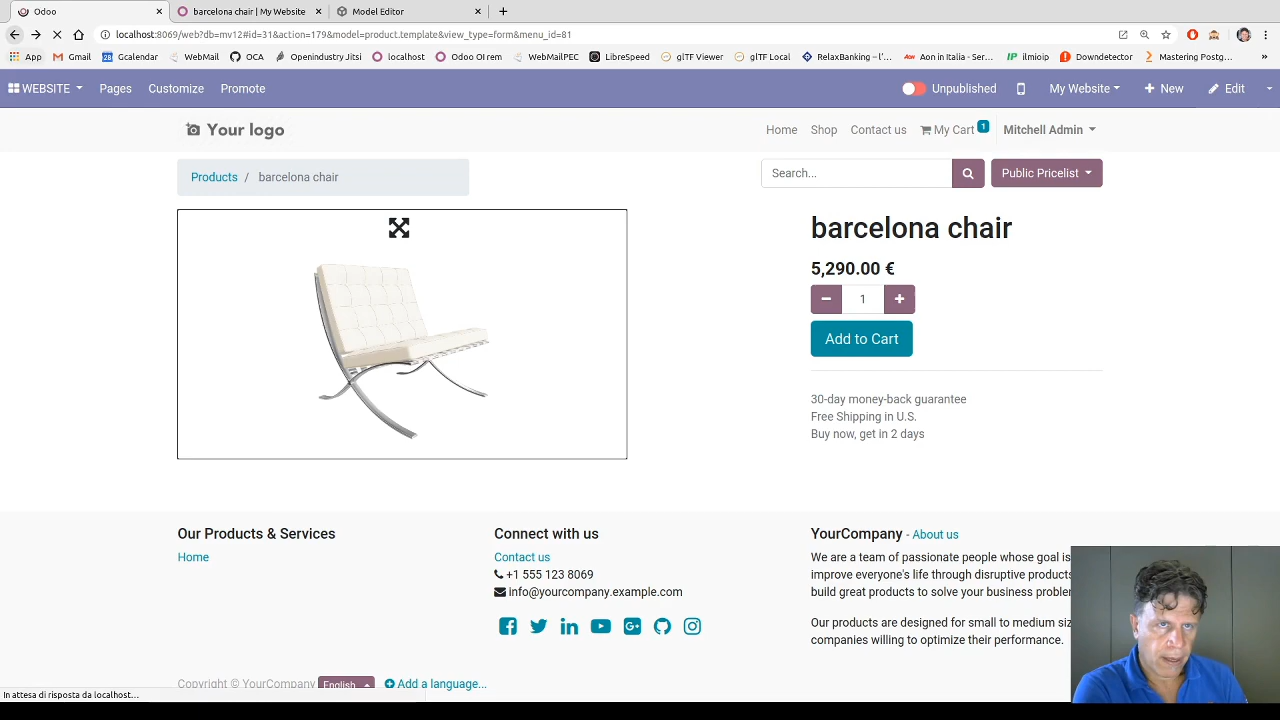 Odoo
barcelona chair | My Website
Model Editor
localhost:8069/web?db=mv12#id=31&action=179&model=product.template&view_type=form&menu_id=81
App
Gmail
Gcalendar
WebMail
OCA
Openindustry Jitsi
localhost
Odoo OI rem
WebMailPEC
LibreSpeed
glTF Viewer
glTF Local
RelaxBanking – l'...
Aon in Italia - Ser...
ilmioip
Downdetector
Mastering Postg...
WEBSITE
Pages
Customize
Promote
Unpublished
My Website
New
Edit
Your logo
Home
Shop
Contact us
My Cart 1
Mitchell Admin
Products / barcelona chair
Search...
Public Pricelist
barcelona chair
5,290.00 €
1
Add to Cart
30-day money-back guarantee
Free Shipping in U.S.
Buy now, get in 2 days
Our Products & Services
Home
Connect with us
Contact us
+1 555 123 8069
info@yourcompany.example.com
YourCompany - About us
We are a team of passionate people whose goal is
improve everyone's life through disruptive products
build great products to solve your business problem
Our products are designed for small to medium siz
companies willing to optimize their performance.
Copyright © YourCompany
English
Add a language...
In attesa di risposta da localhost...